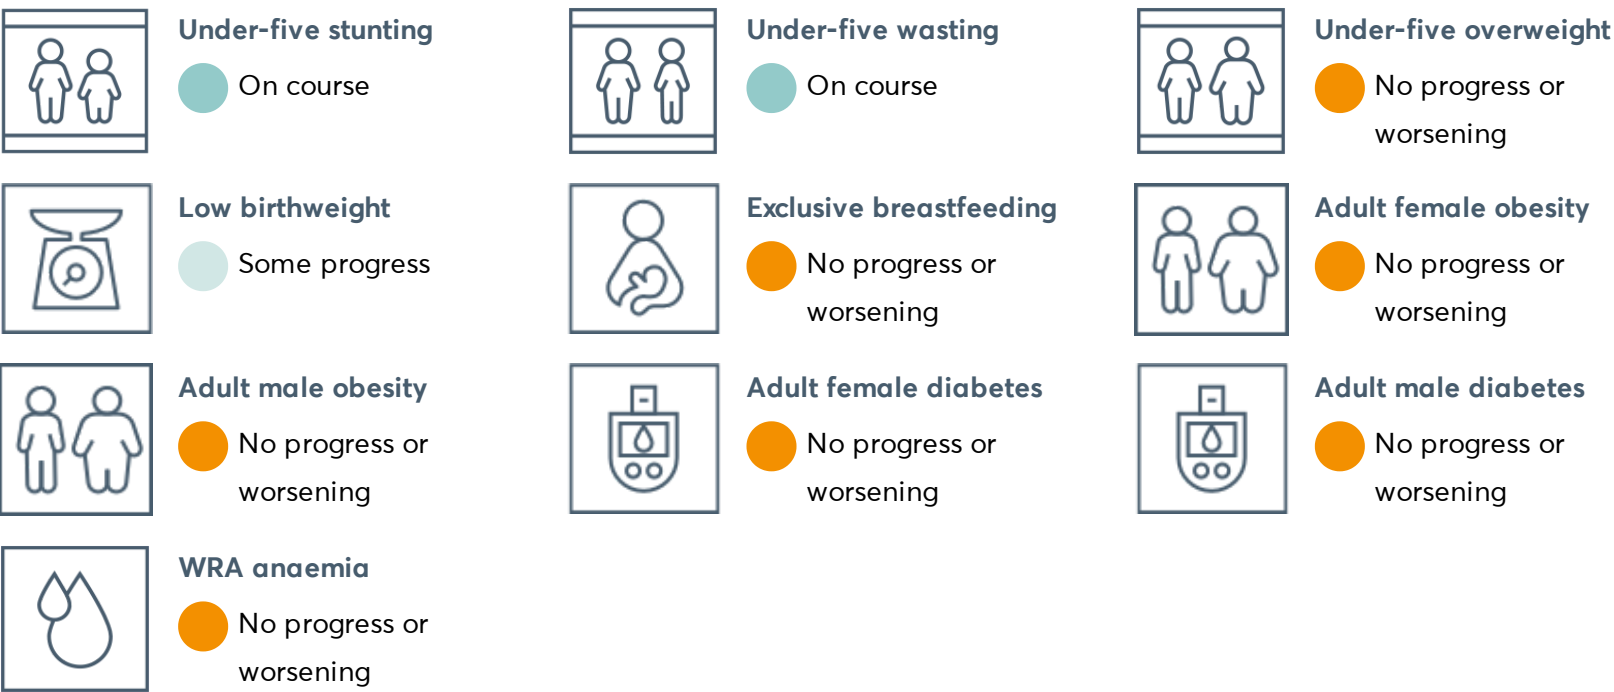 Under-five stunting
On course
Under-five wasting
On course
Under-five overweight
No progress or
worsening
Low birthweight
Some progress
Exclusive breastfeeding
No progress or
worsening
Adult female obesity
No progress or
worsening
Adult male obesity
No progress or
worsening
Adult female diabetes
No progress or
worsening
Adult male diabetes
No progress or
worsening
WRA anaemia
No progress or
worsening